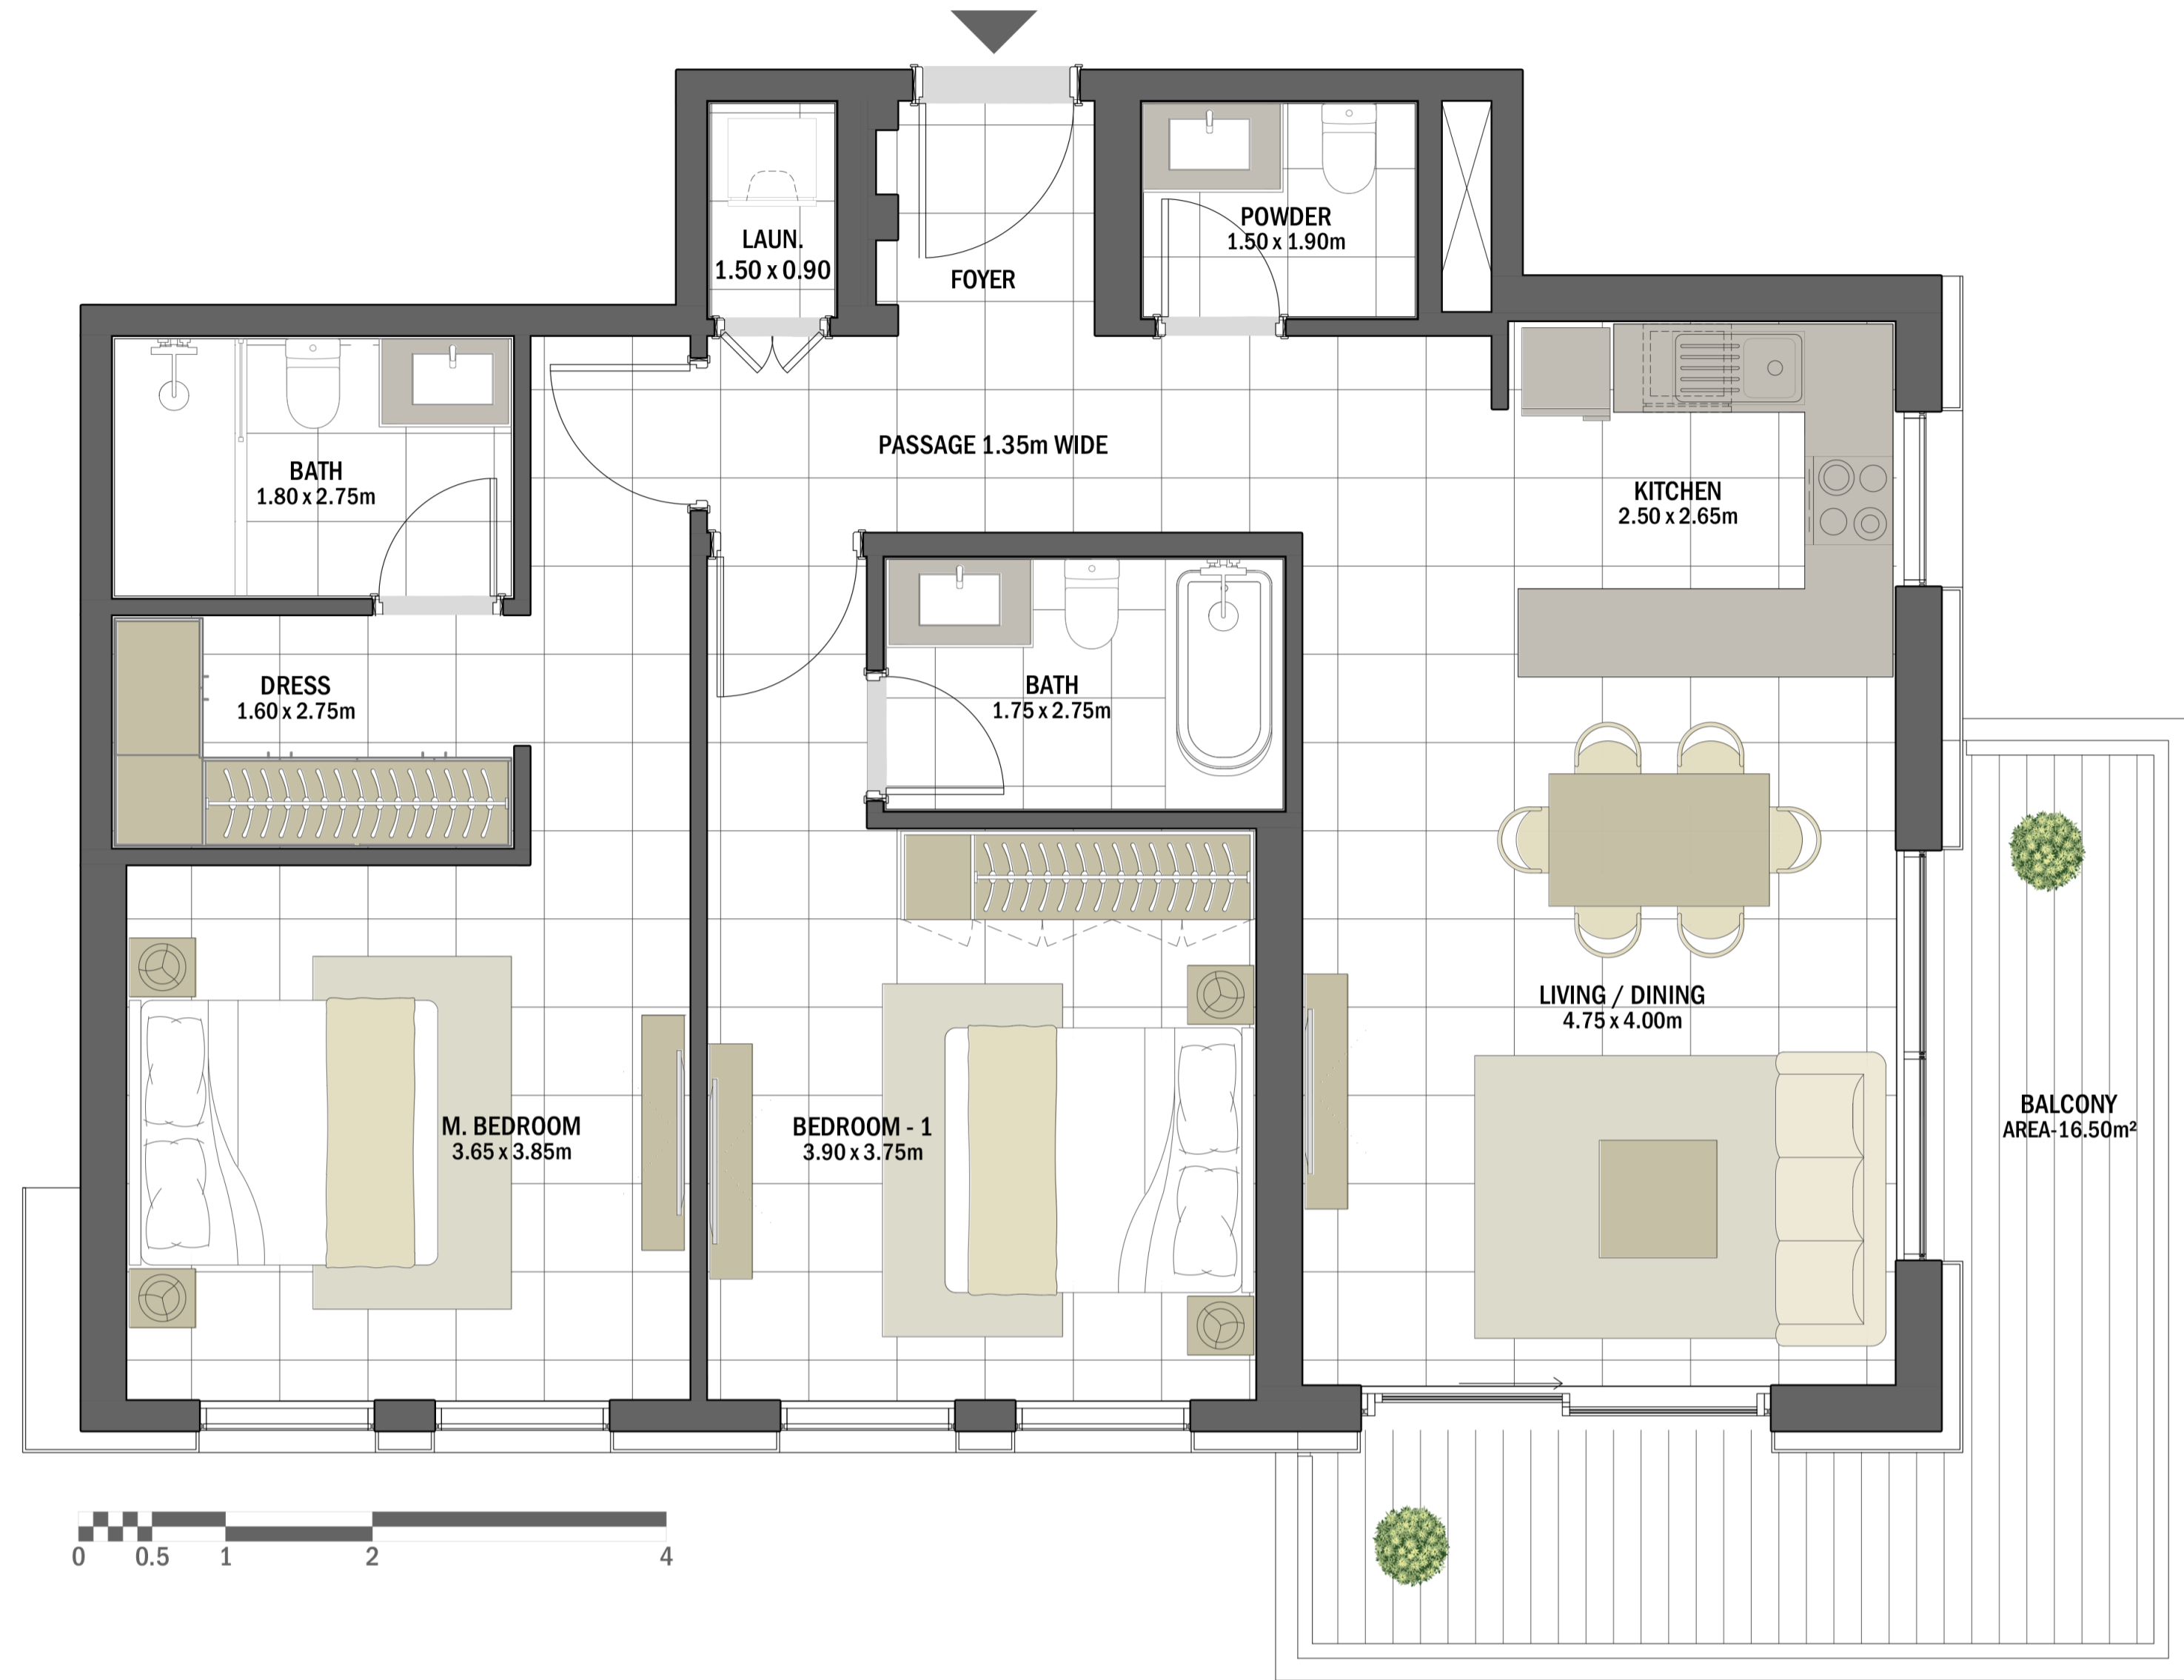 LAUN.
1.50 x 0.90
FOYER
POWDER
1.50 x 1.90m
BATH
1.80 x 2.75m
PASSAGE 1.35m WIDE
KITCHEN
2.50 x 2.65m
DRESS
1.60 x 2.75m
BATH
1.75 x 2.75m
LIVING / DINING
4.75 x 4.00m
M. BEDROOM
3.65 x 3.85m
BEDROOM - 1
3.90 x 3.75m
BALCONY
AREA-16.50m²
0 0.5 1 2 4